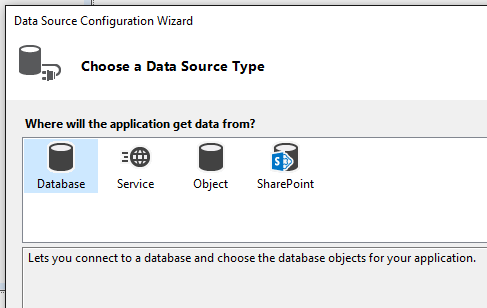 Data Source Configuration Wizard
Choose a Data Source Type
Where will the application get data from?
Database Service Object SharePoint
Lets you connect to a database and choose the database objects for your application.